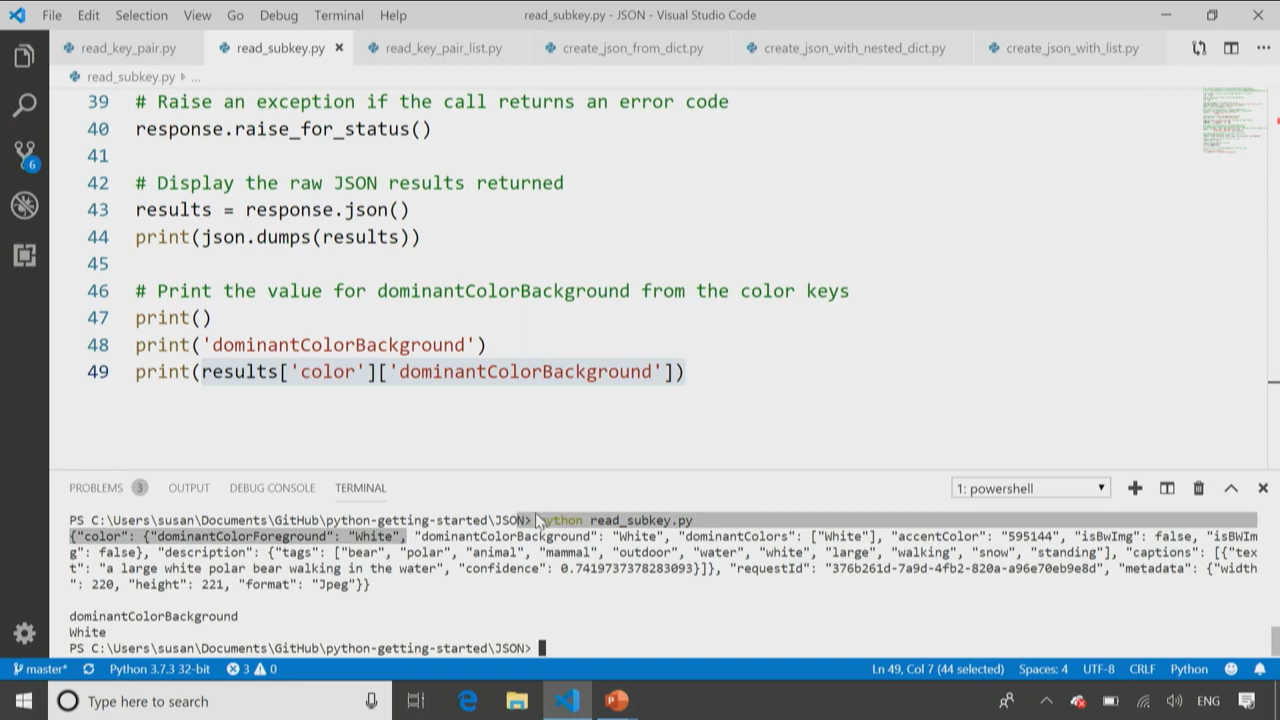 File Edit Selection View Go Debug Terminal Help read_subkey.py - JSON - Visual Studio Code
read_key_pair.py read_subkey.py read_key_pair_list.py create_json_from_dict.py create_json_with_nested_dict.py create_json_with_list.py
read_subkey.py ...
39 # Raise an exception if the call returns an error code
40 response.raise_for_status()
41
42 # Display the raw JSON results returned
43 results = response.json()
44 print(json.dumps(results))
45
46 # Print the value for dominantColorBackground from the color keys
47 print()
48 print('dominantColorBackground')
49 print(results['color']['dominantColorBackground'])
6
PROBLEMS 3 OUTPUT DEBUG CONSOLE TERMINAL 1: powershell
PS C:\Users\susan\Documents\GitHub\python-getting-started\JSON> python read_subkey.py
{"color": {"dominantColorForeground": "White", "dominantColorBackground": "White", "dominantColors": ["White"], "accentColor": "595144", "isBwImg": false, "isBWIm
g": false}, "description": {"tags": ["bear", "polar", "animal", "mammal", "outdoor", "water", "white", "large", "walking", "snow", "standing"], "captions": [{"tex
t": "a large white polar bear walking in the water", "confidence": 0.7419737378283093}]}, "requestId": "376b261d-7a9d-4fb2-820a-a96e70eb9e8d", "metadata": {"width
": 220, "height": 221, "format": "Jpeg"}}
dominantColorBackground
White
PS C:\Users\susan\Documents\GitHub\python-getting-started\JSON>
master* Python 3.7.3 32-bit 3 0 Ln 49, Col 7 (44 selected) Spaces: 4 UTF-8 CRLF Python
Type here to search ENG